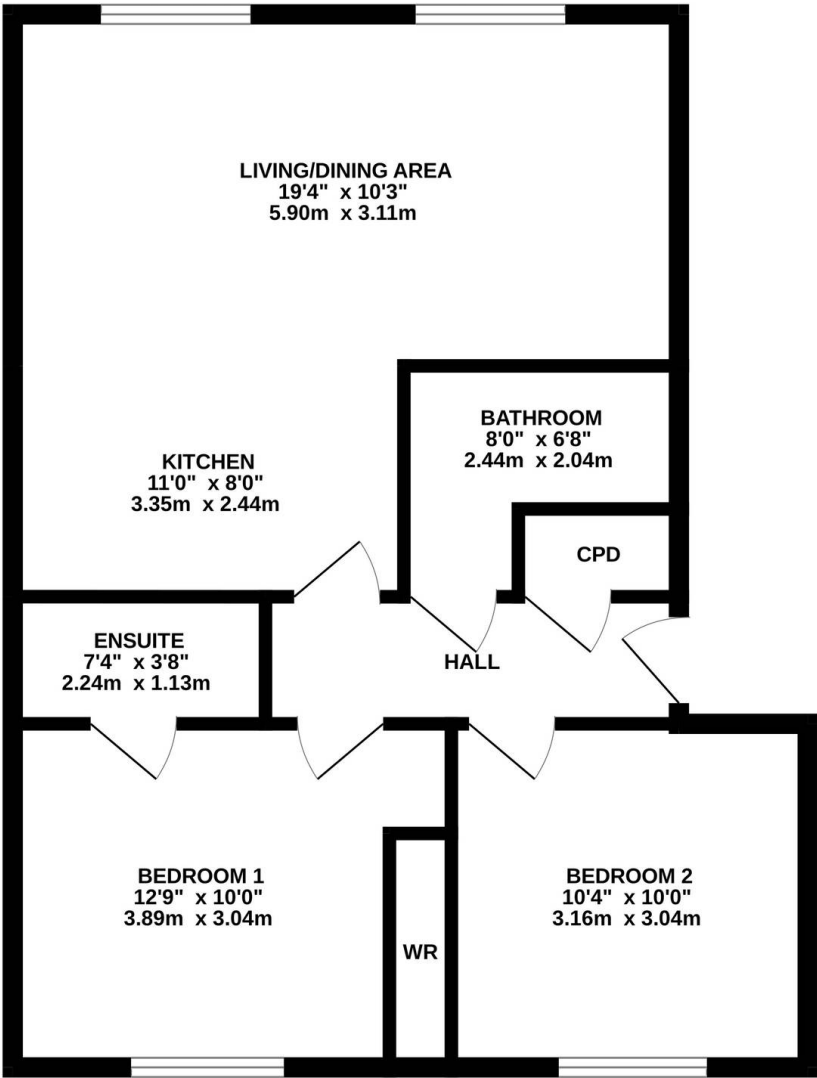 LIVING/DINING AREA
19'4" x 10'3"
5.90m x 3.11m
BATHROOM
8'0" x 6'8"
2.44m x 2.04m
KITCHEN
11'0" x 8'0"
3.35m x 2.44m
CPD
ENSUITE
7'4" x 3'8"
2.24m x 1.13m
HALL
BEDROOM 1
12'9" x 10'0"
3.89m x 3.04m
BEDROOM 2
10'4" x 10'0"
3.16m x 3.04m
WR